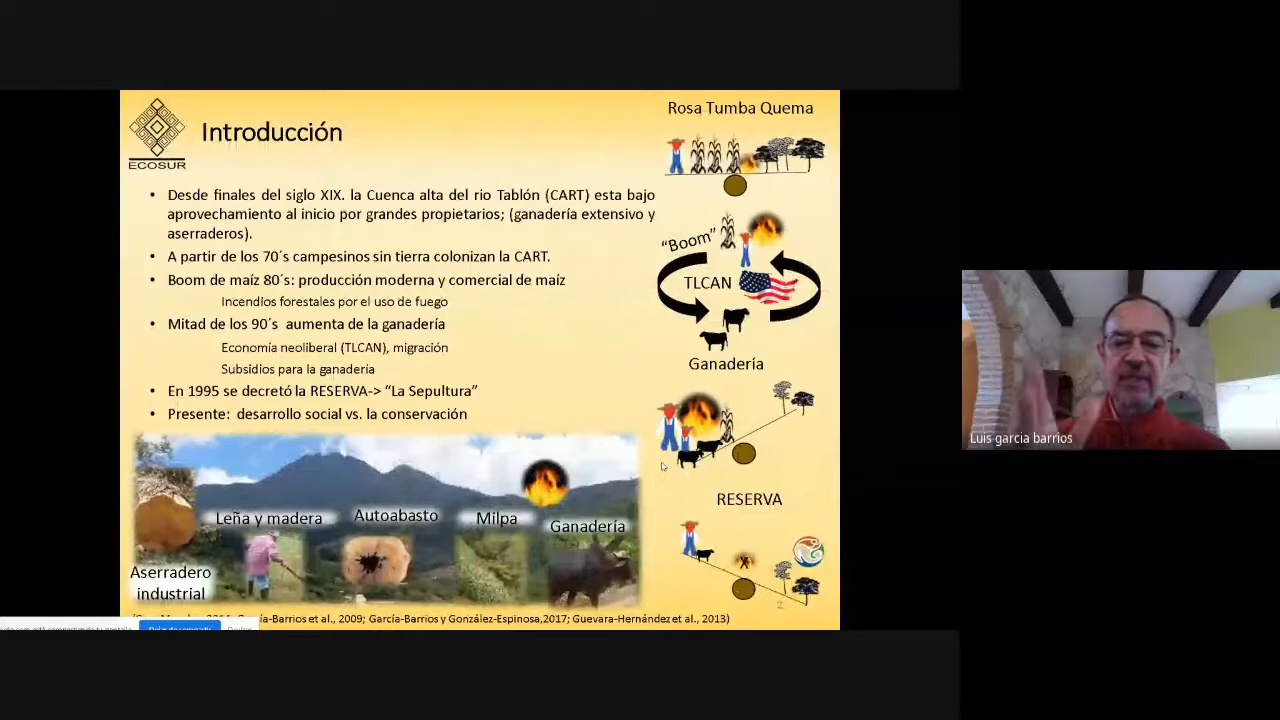 ECOSUR
Introducción
• Desde finales del siglo XIX. la Cuenca alta del rio Tablón (CART) esta bajo
aprovechamiento al inicio por grandes propietarios; (ganadería extensivo y
aserraderos).
• A partir de los 70´s campesinos sin tierra colonizan la CART.
• Boom de maíz 80´s: producción moderna y comercial de maíz
Incendios forestales por el uso de fuego
• Mitad de los 90´s aumenta de la ganadería
Economía neoliberal (TLCAN), migración
Subsidios para la ganadería
• En 1995 se decretó la RESERVA-> “La Sepultura”
• Presente: desarrollo social vs. la conservación
Leña y madera
Autoabasto
Milpa
Ganadería
Aserradero
industrial
et al., 2009; García-Barrios y González-Espinosa,2017; Guevara-Hernández et al., 2013)
Dejar de compartir
Rosa Tumba Quema
“Boom”
TLCAN
Ganadería
RESERVA
2
Luis garcia barrios